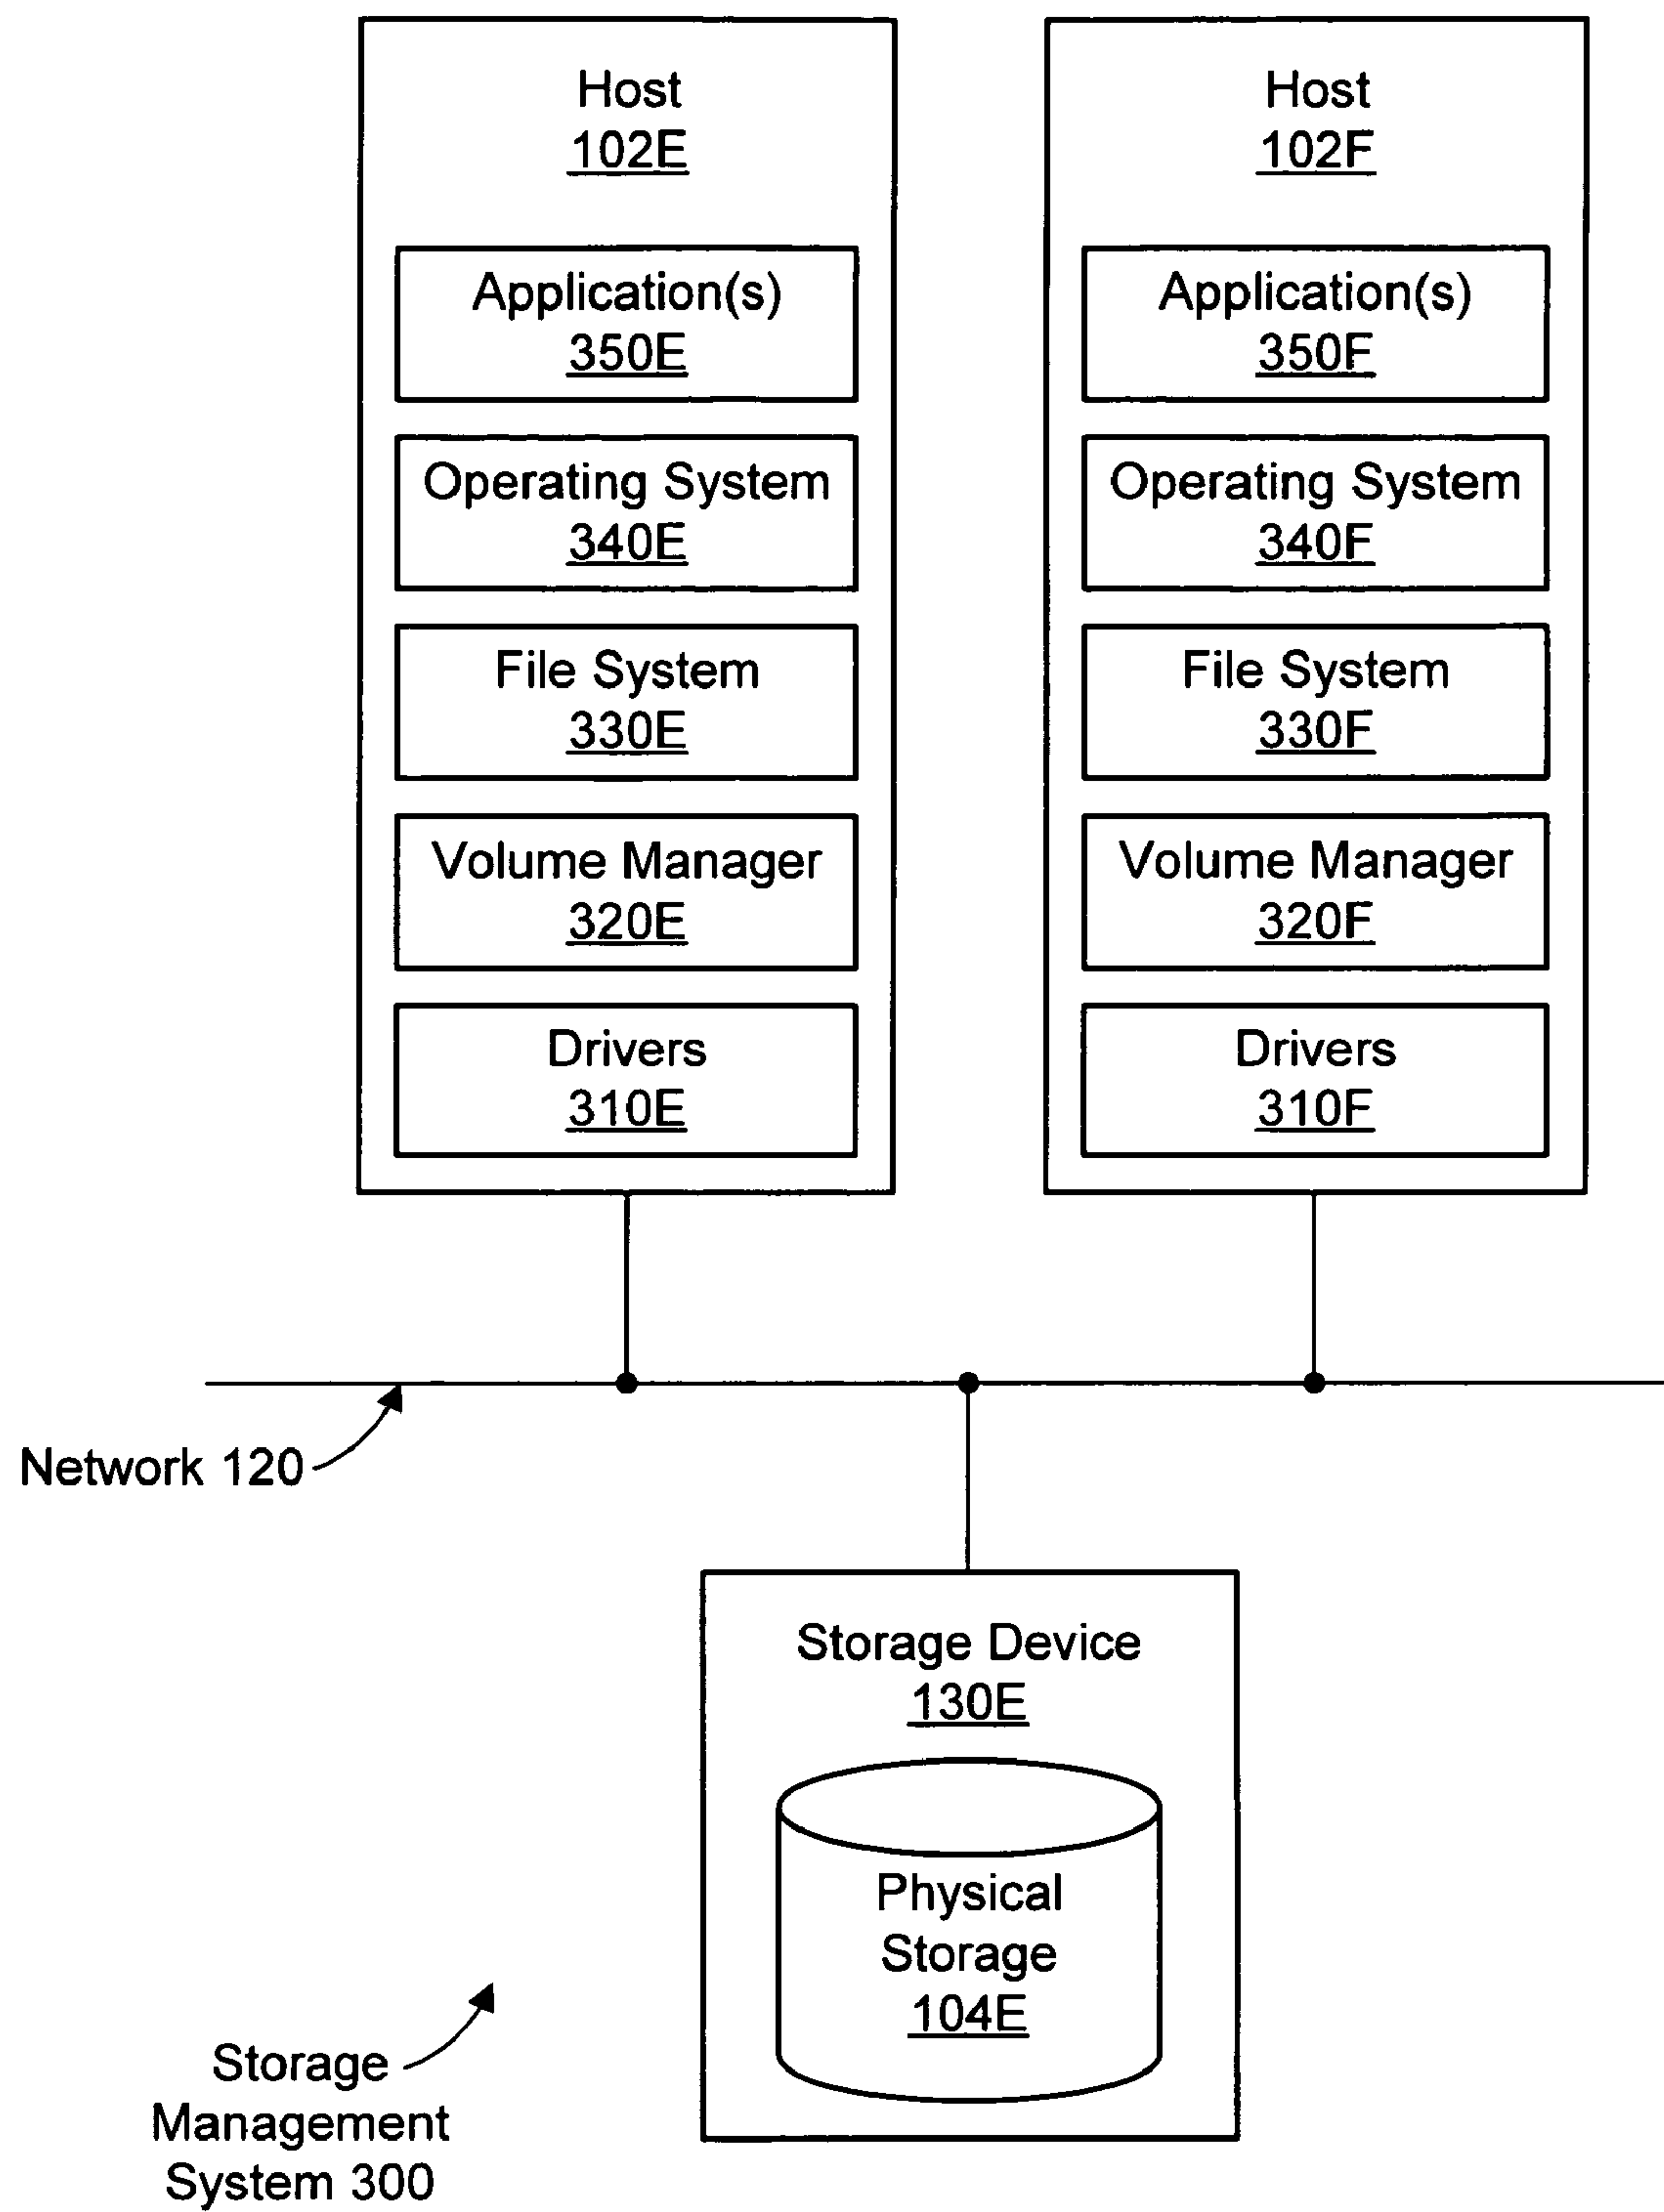 Host
102E
Application(s)
350E
Operating System
340E
File System
330E
Volume Manager
320E
Drivers
310E
Host
102F
Application(s)
350F
Operating System
340F
File System
330F
Volume Manager
320F
Drivers
310F
Network 120
Storage Device
130E
Physical
Storage
104E
Storage
Management
System 300